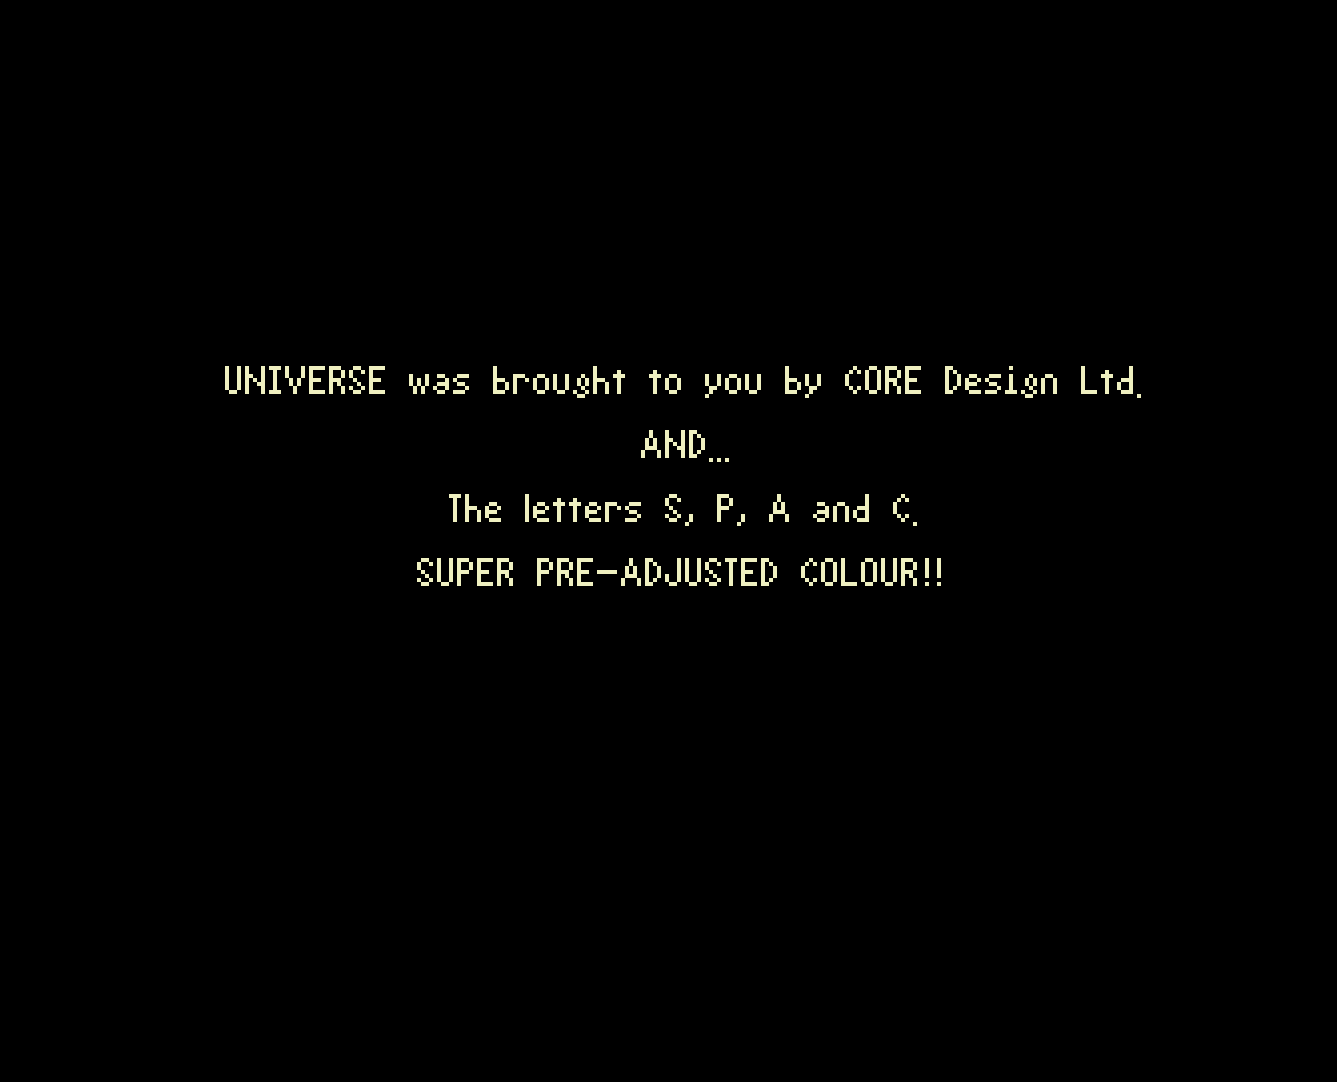 UNIVERSE was brought to you by CORE Design Ltd.
AND...
The letters S, P, A and C.
SUPER PRE-ADJUSTED COLOUR!!